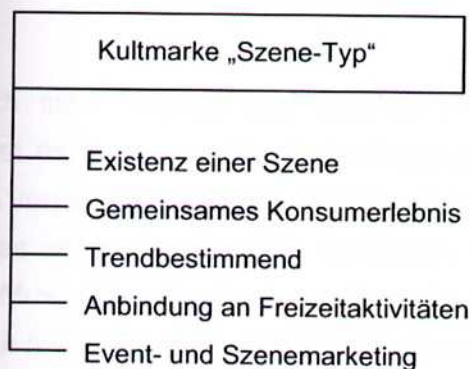 Kultmarke „Szene-Typ“
Existenz einer Szene
Gemeinsames Konsumerlebnis
Trendbestimmend
Anbindung an Freizeitaktivitäten
Event- und Szenemarketing